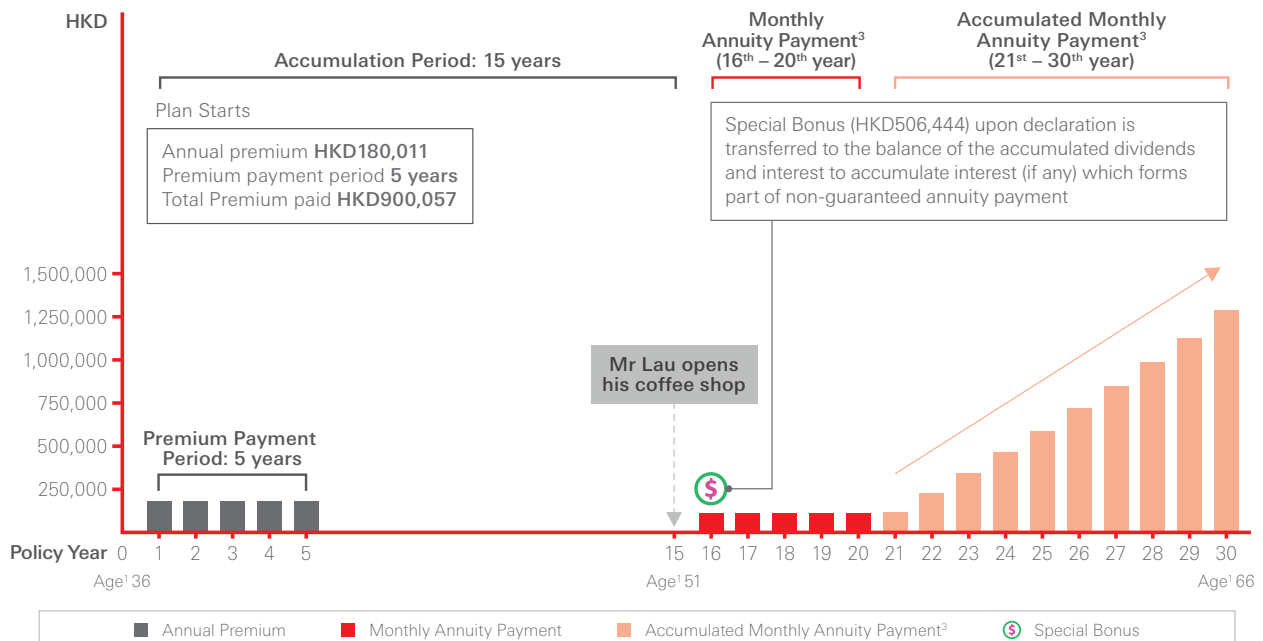 HKD
Accumulation Period: 15 years
Monthly
Annuity Payment³
(16th – 20th year)
Accumulated Monthly
Annuity Payment³
(21st – 30th year)
Plan Starts
Annual premium HKD180,011
Premium payment period 5 years
Total Premium paid HKD900,057
Special Bonus (HKD506,444) upon declaration is
transferred to the balance of the accumulated dividends
and interest to accumulate interest (if any) which forms
part of non-guaranteed annuity payment
1,500,000
1,250,000
1,000,000
750,000
500,000
250,000
Mr Lau opens
his coffee shop
Premium Payment
Period: 5 years
$
Policy Year 0 1 2 3 4 5 15 16 17 18 19 20 21 22 23 24 25 26 27 28 29 30
Age¹ 36 Age¹ 51 Age¹ 66
Annual Premium Monthly Annuity Payment Accumulated Monthly Annuity Payment³ $ Special Bonus